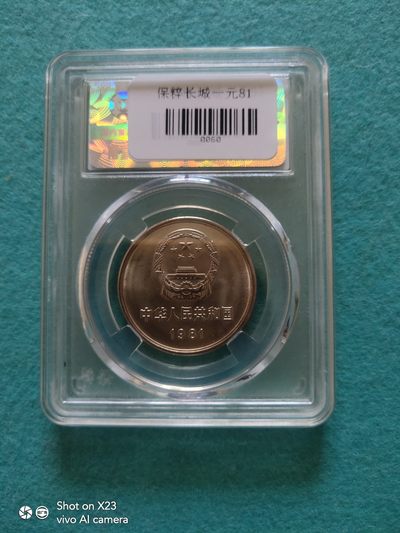 保粹长城一元81
0060
中华人民共和国
1981
Shot on X23
vivo AI camera